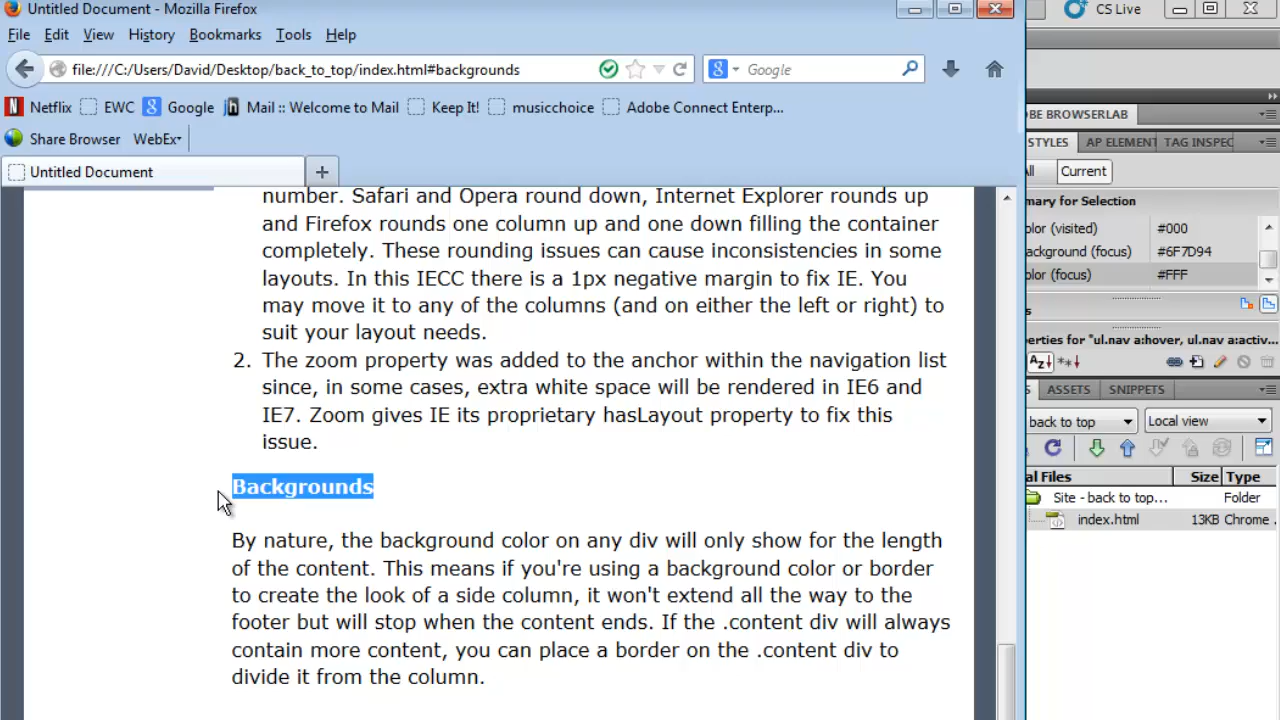 Untitled Document - Mozilla Firefox
CS Live
File Edit View History Bookmarks Tools Help
file:///C:/Users/David/Desktop/back_to_top/index.html#backgrounds
Google
Netflix EWC Google Mail :: Welcome to Mail Keep It! musicchoice Adobe Connect Enterp...
BE BROWSERLAB
Share Browser WebEx
STYLES AP ELEMENT TAG INSPEC
Untitled Document
ll Current
mary for Selection
olor (visited) #000
ackground (focus) #6F7D94
olor (focus) #FFF
number. Safari and Opera round down, Internet Explorer rounds up
and Firefox rounds one column up and one down filling the container
completely. These rounding issues can cause inconsistencies in some
layouts. In this IECC there is a 1px negative margin to fix IE. You
may move it to any of the columns (and on either the left or right) to
suit your layout needs.
2. The zoom property was added to the anchor within the navigation list
since, in some cases, extra white space will be rendered in IE6 and
IE7. Zoom gives IE its proprietary hasLayout property to fix this
issue.
Backgrounds
By nature, the background color on any div will only show for the length
of the content. This means if you're using a background color or border
to create the look of a side column, it won't extend all the way to the
footer but will stop when the content ends. If the .content div will always
contain more content, you can place a border on the .content div to
divide it from the column.
s
erties for "ul.nav a:hover, ul.nav a:activ...
S ASSETS SNIPPETS
back to top Local view
al Files Size Type
Site - back to top... Folder
index.html 13KB Chrome .